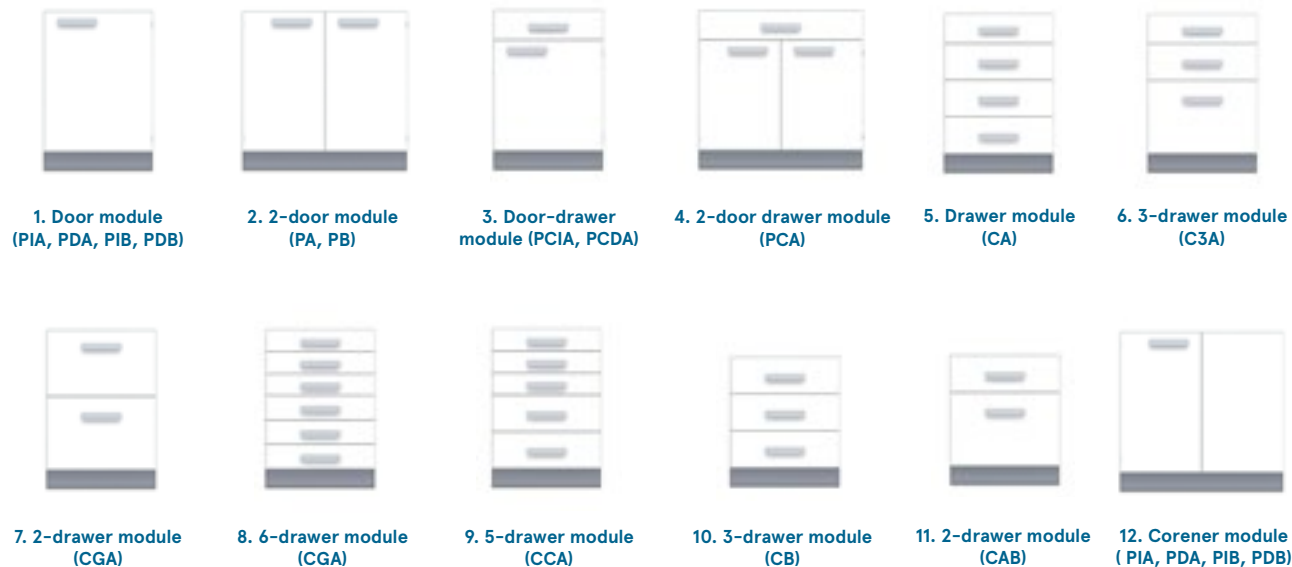 1. Door module
(PIA, PDA, PIB, PDB)
2. 2-door module
(PA, PB)
3. Door-drawer
module (PCIA, PCDA)
4. 2-door drawer module
(PCA)
5. Drawer module
(CA)
6. 3-drawer module
(C3A)
7. 2-drawer module
(CGA)
8. 6-drawer module
(CGA)
9. 5-drawer module
(CCA)
10. 3-drawer module
(CB)
11. 2-drawer module
(CAB)
12. Corener module
( PIA, PDA, PIB, PDB)